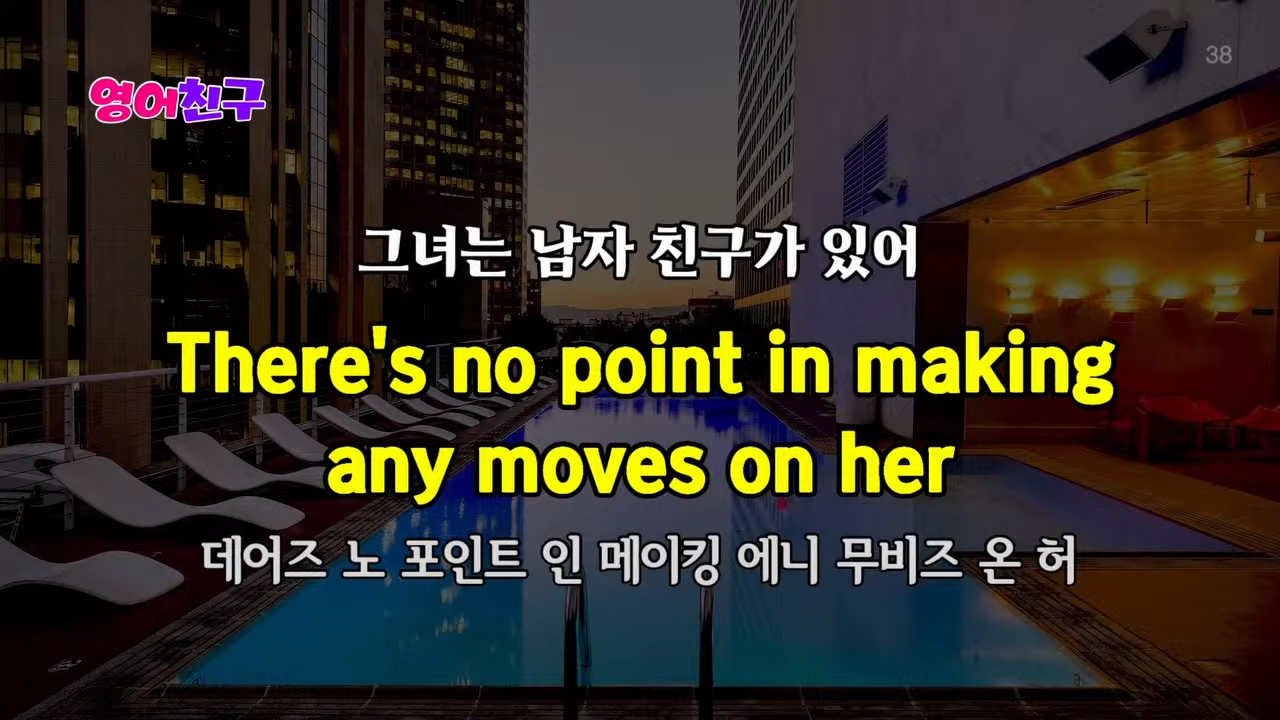 38
영어친구
그녀는 남자 친구가 있어
There's no point in making
any moves on her
데어즈 노 포인트 인 메이킹 에니 무비즈 온 허